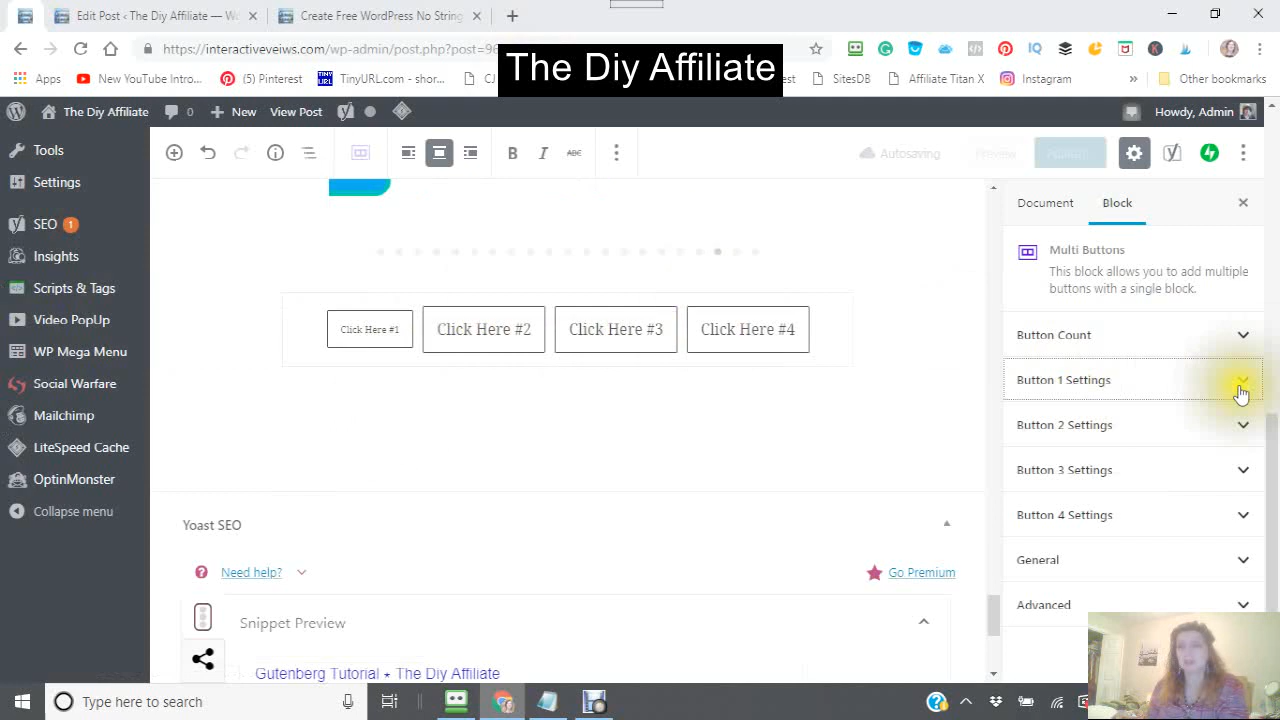 Edit Post ‹ Interactiveiws — W
Create Free WordPress No String
https://interactiveiws.com/wp-admin/post.php?post=96
The Diy Affiliate
Apps
New YouTube Intro...
(5) Pinterest
TinyURL.com - shor...
CJ
SitesDB
Affiliate Titan X
Instagram
»
Other bookmarks
The Diy Affiliate
0
New
View Post
Howdy, Admin
Tools
Settings
SEO 1
Insights
Scripts & Tags
Video PopUp
WP Mega Menu
Social Warfare
Mailchimp
LiteSpeed Cache
OptinMonster
Collapse menu
B I ABC
Autosaving
Preview
Publish
Click Here #1
Click Here #2
Click Here #3
Click Here #4
Yoast SEO
Need help?
Go Premium
Snippet Preview
Gutenberg Tutorial ⋆ The Diy Affiliate
Document
Block
Multi Buttons
This block allows you to add multiple
buttons with a single block.
Button Count
Button 1 Settings
Button 2 Settings
Button 3 Settings
Button 4 Settings
General
Advanced
Type here to search